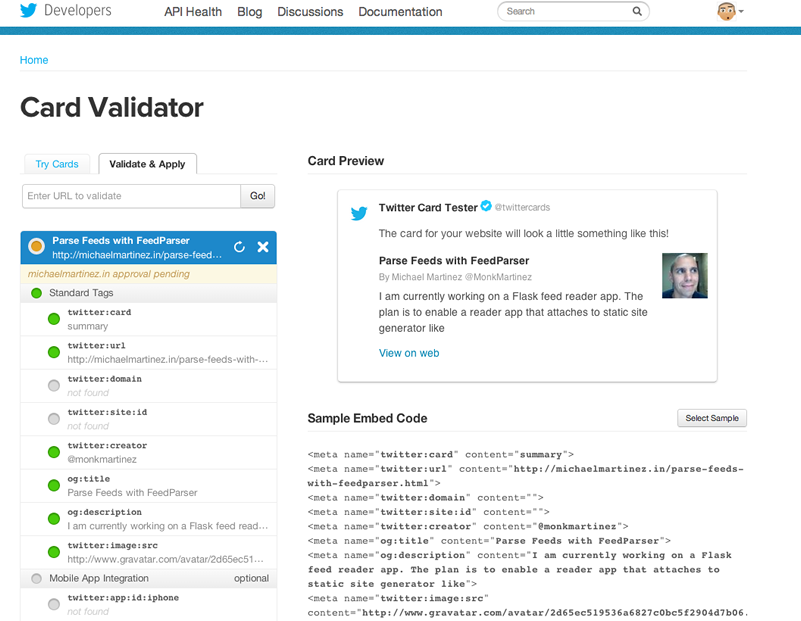 Developers
API Health Blog Discussions Documentation
Search
Home
Card Validator
Try Cards
Validate & Apply
Enter URL to validate
Go!
Parse Feeds with FeedParser
http://michaelmartinez.in/parse-feed...
michaelmartinez.in approval pending
Standard Tags
twitter:card
summary
twitter:url
http://michaelmartinez.in/parse-feeds-with-...
twitter:domain
not found
twitter:site:id
not found
twitter:creator
@monkmartinez
og:title
Parse Feeds with FeedParser
og:description
I am currently working on a Flask feed read...
twitter:image:src
http://www.gravatar.com/avatar/2d65ec51...
Mobile App Integration optional
twitter:app:id:iphone
not found
Card Preview
Twitter Card Tester @twittercards
The card for your website will look a little something like this!
Parse Feeds with FeedParser
By Michael Martinez @MonkMartinez
I am currently working on a Flask feed reader app. The
plan is to enable a reader app that attaches to static site
generator like
View on web
Sample Embed Code
Select Sample
<meta name="twitter:card" content="summary">
<meta name="twitter:url" content="http://michaelmartinez.in/parse-feeds-
with-feedparser.html">
<meta name="twitter:domain" content="">
<meta name="twitter:site:id" content="">
<meta name="twitter:creator" content="@monkmartinez">
<meta name="og:title" content="Parse Feeds with FeedParser">
<meta name="og:description" content="I am currently working on a Flask
feed reader app. The plan is to enable a reader app that attaches to
static site generator like">
<meta name="twitter:image:src"
content="http://www.gravatar.com/avatar/2d65ec519536a6827c0bc5f2904d7b06.